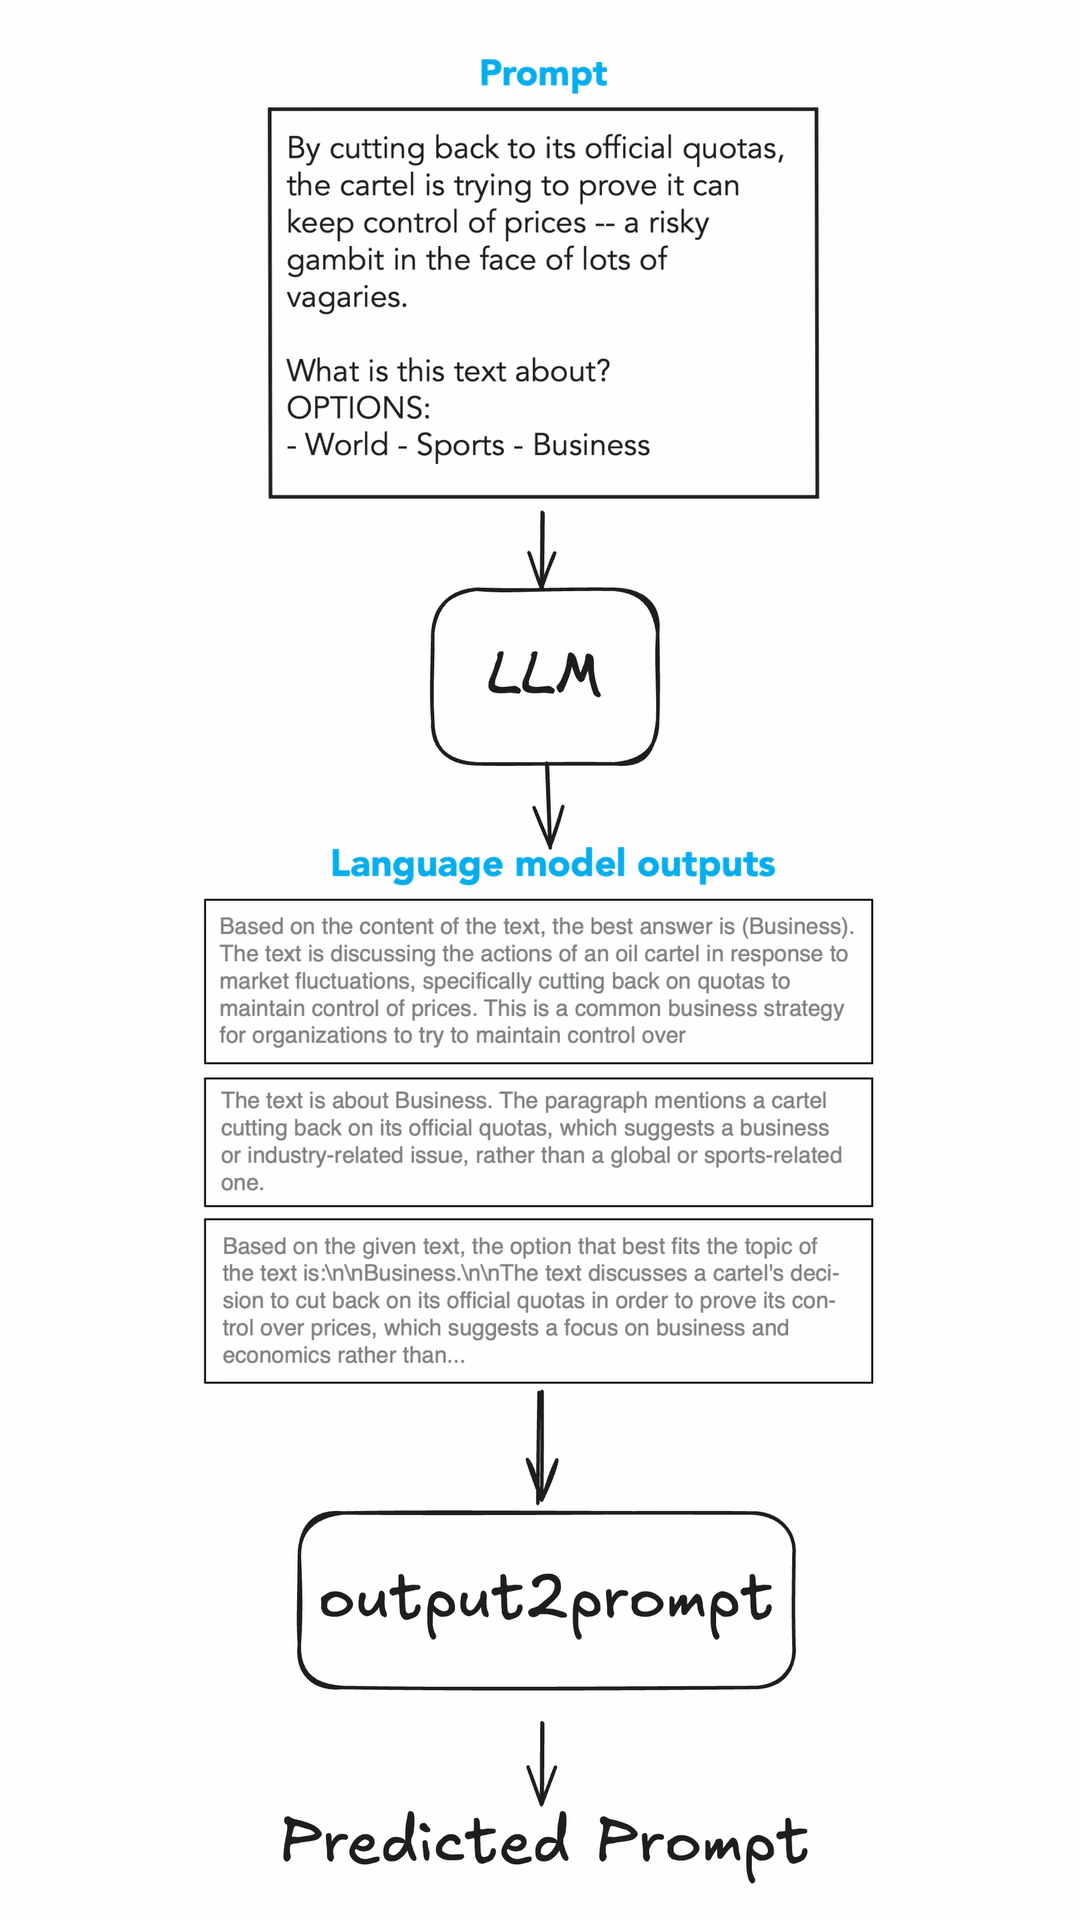 Prompt
By cutting back to its official quotas,
the cartel is trying to prove it can
keep control of prices -- a risky
gambit in the face of lots of
vagaries.
What is this text about?
OPTIONS:
- World - Sports - Business
LLM
Language model outputs
Based on the content of the text, the best answer is (Business).
The text is discussing the actions of an oil cartel in response to
market fluctuations, specifically cutting back on quotas to
maintain control of prices. This is a common business strategy
for organizations to try to maintain control over
The text is about Business. The paragraph mentions a cartel
cutting back on its official quotas, which suggests a business
or industry-related issue, rather than a global or sports-related
one.
Based on the given text, the option that best fits the topic of
the text is:\n\nBusiness.\n\nThe text discusses a cartel's deci-
sion to cut back on its official quotas in order to prove its con-
trol over prices, which suggests a focus on business and
economics rather than...
output2prompt
Predicted Prompt